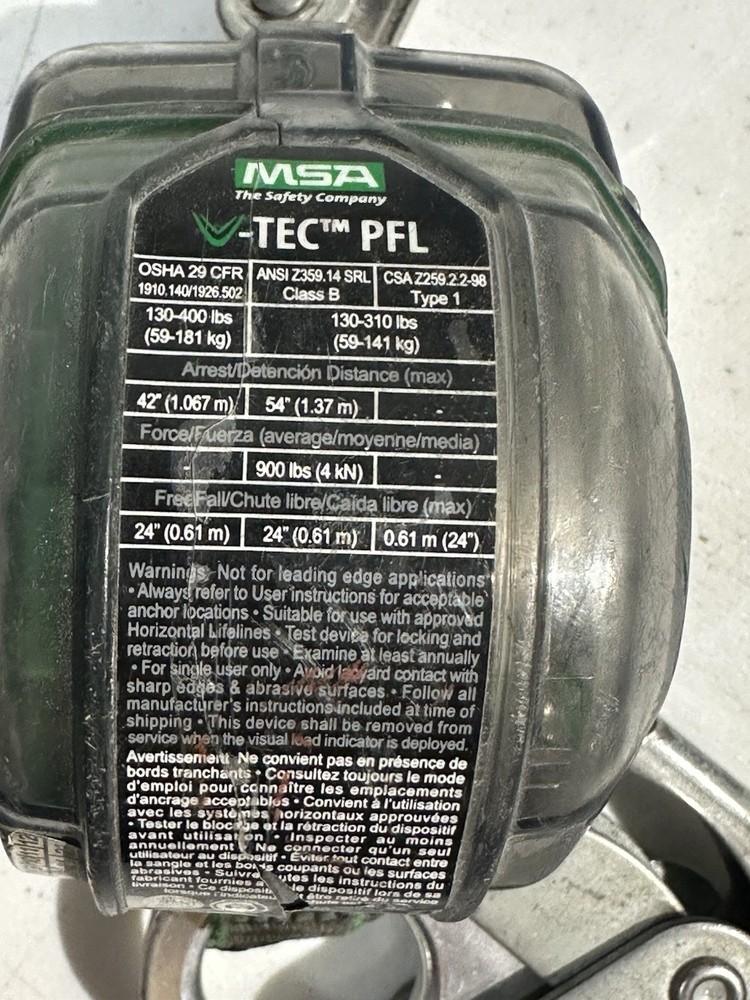 MSA
The Safety Company
V-TEC™ PFL
OSHA 29 CFR 1910.140/1926.502
ANSI Z359.14 SRL Class B
CSA Z259.2.2-98 Type 1
130-400 lbs (59-181 kg)
130-310 lbs (59-141 kg)
Arrest/Detención Distance (max)
42" (1.067 m) 54" (1.37 m)
Force/Fuerza (average/moyenne/media)
- 900 lbs (4 kN) -
Free Fall/Chute libre/Caída libre (max)
24" (0.61 m) 24" (0.61 m) 0.61 m (24")
Warnings Not for leading edge applications
• Always refer to User instructions for acceptable
anchor locations • Suitable for use with approved
Horizontal Lifelines • Test device for locking and
retraction before use • Examine at least annually
• For single user only • Avoid lanyard contact with
sharp edges & abrasive surfaces • Follow all
manufacturer's instructions included at time of
shipping • This device shall be removed from
service when the visual load indicator is deployed.
Avertissement Ne convient pas en présence de
bords tranchants • Consultez toujours le mode
d'emploi pour connaître les emplacements
d'ancrage acceptables • Convient à l'utilisation
avec les systèmes horizontaux approuvées
• Tester le blocage et la rétraction du dispositif
avant utilisation • Inspecter au moins
annuellement • Ne connecter qu'un seul
utilisateur au dispositif • Éviter tout contact entre
la sangle et les bords coupants ou les surfaces
abrasives • Suivre toutes les instructions du
fabricant fournies à la livraison • Ce dispositif